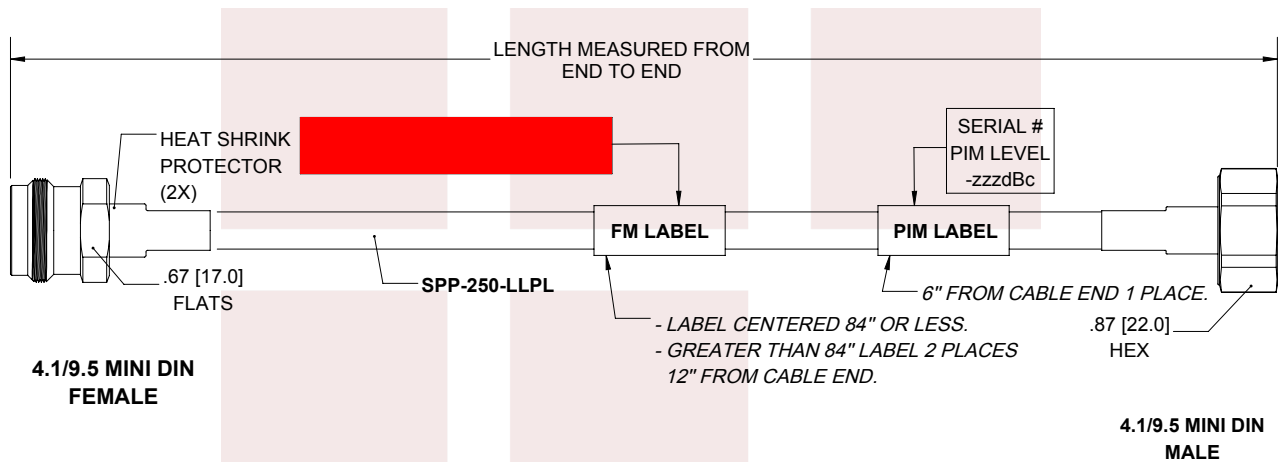 LENGTH MEASURED FROM
END TO END
HEAT SHRINK
PROTECTOR
(2X)
SERIAL #
PIM LEVEL
-zzzdBc
FM LABEL
PIM LABEL
.67 [17.0]
FLATS
SPP-250-LLPL
6" FROM CABLE END 1 PLACE.
- LABEL CENTERED 84" OR LESS.
- GREATER THAN 84" LABEL 2 PLACES
12" FROM CABLE END.
.87 [22.0]
HEX
4.1/9.5 MINI DIN
FEMALE
4.1/9.5 MINI DIN
MALE